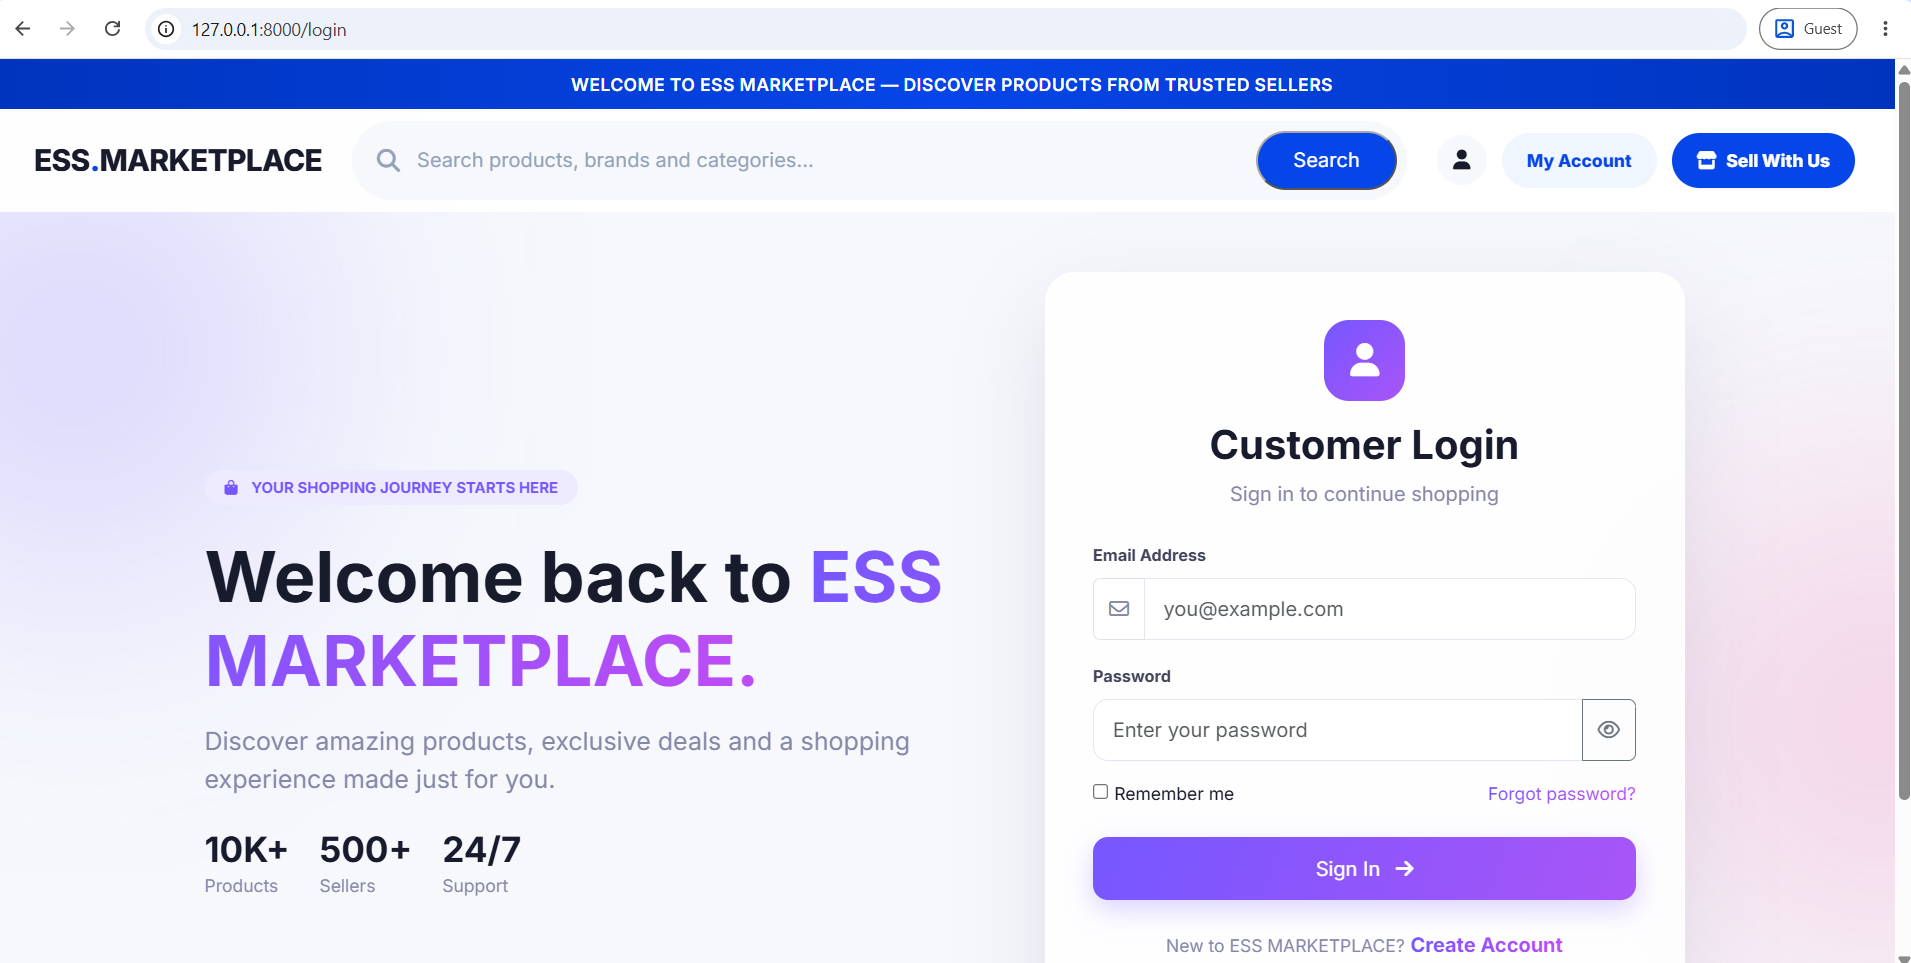 127.0.0.1:8000/login
Guest
WELCOME TO ESS MARKETPLACE — DISCOVER PRODUCTS FROM TRUSTED SELLERS
ESS.MARKETPLACE
Search products, brands and categories...
Search
My Account
Sell With Us
YOUR SHOPPING JOURNEY STARTS HERE
Welcome back to ESS
MARKETPLACE.
Discover amazing products, exclusive deals and a shopping
experience made just for you.
10K+ 500+ 24/7
Products Sellers Support
Customer Login
Sign in to continue shopping
Email Address
you@example.com
Password
Enter your password
Remember me
Forgot password?
Sign In
New to ESS MARKETPLACE? Create Account